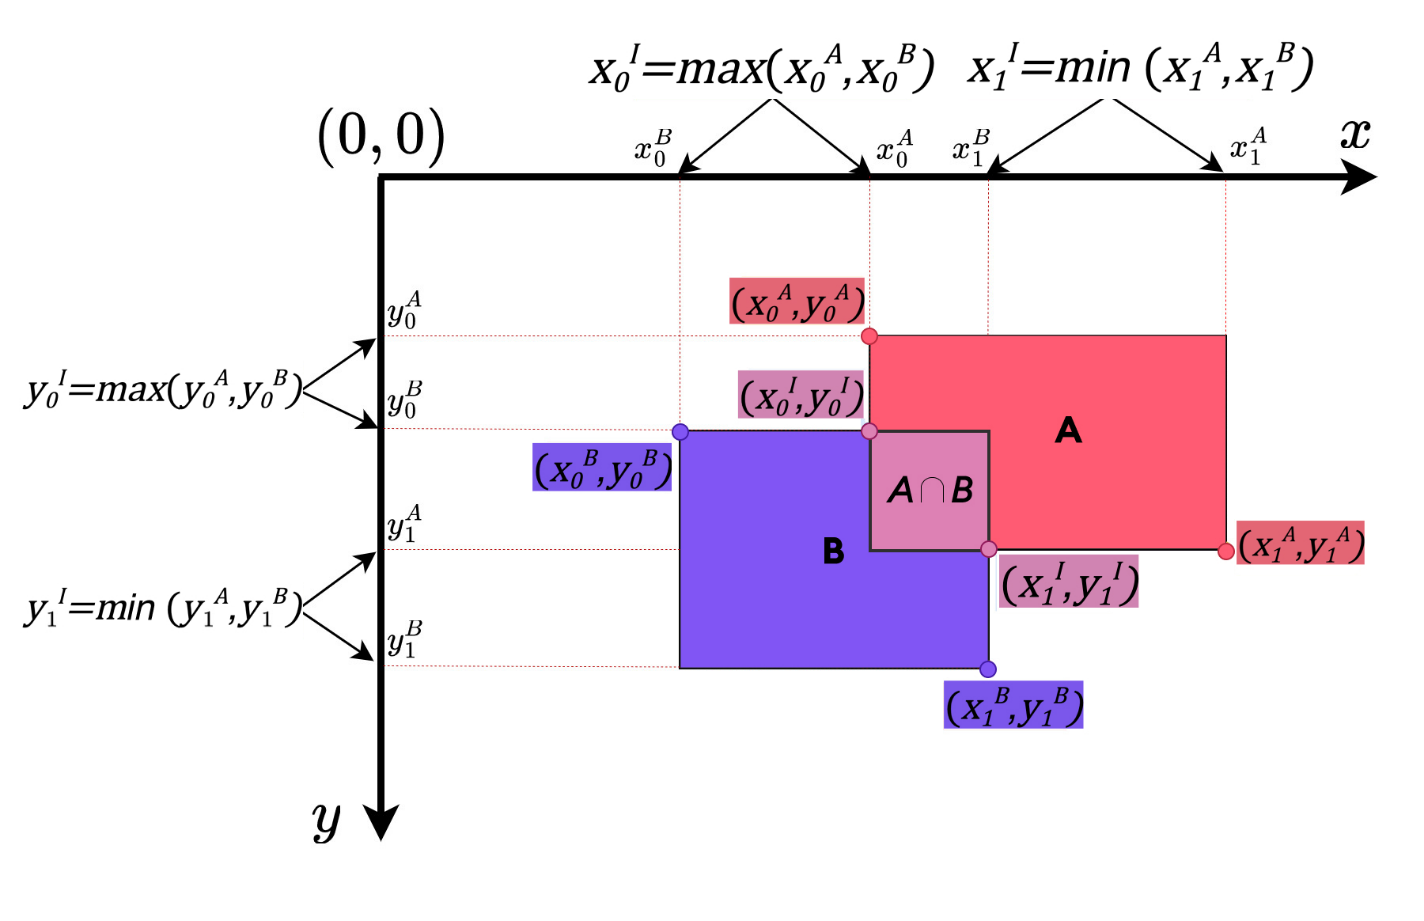 x₀ᴵ=max(x₀ᴬ,x₀ᴮ) x₁ᴵ=min (x₁ᴬ,x₁ᴮ)
(0, 0)
x₀ᴮ x₀ᴬ x₁ᴮ x₁ᴬ x
y₀ᴬ
(x₀ᴬ,y₀ᴬ)
y₀ᴵ=max(y₀ᴬ,y₀ᴮ)
y₀ᴮ
(x₀ᴵ,y₀ᴵ)
A
(x₀ᴮ,y₀ᴮ)
A∩B
y₁ᴬ
B
(x₁ᴬ,y₁ᴬ)
(x₁ᴵ,y₁ᴵ)
y₁ᴵ=min (y₁ᴬ,y₁ᴮ)
y₁ᴮ
(x₁ᴮ,y₁ᴮ)
y